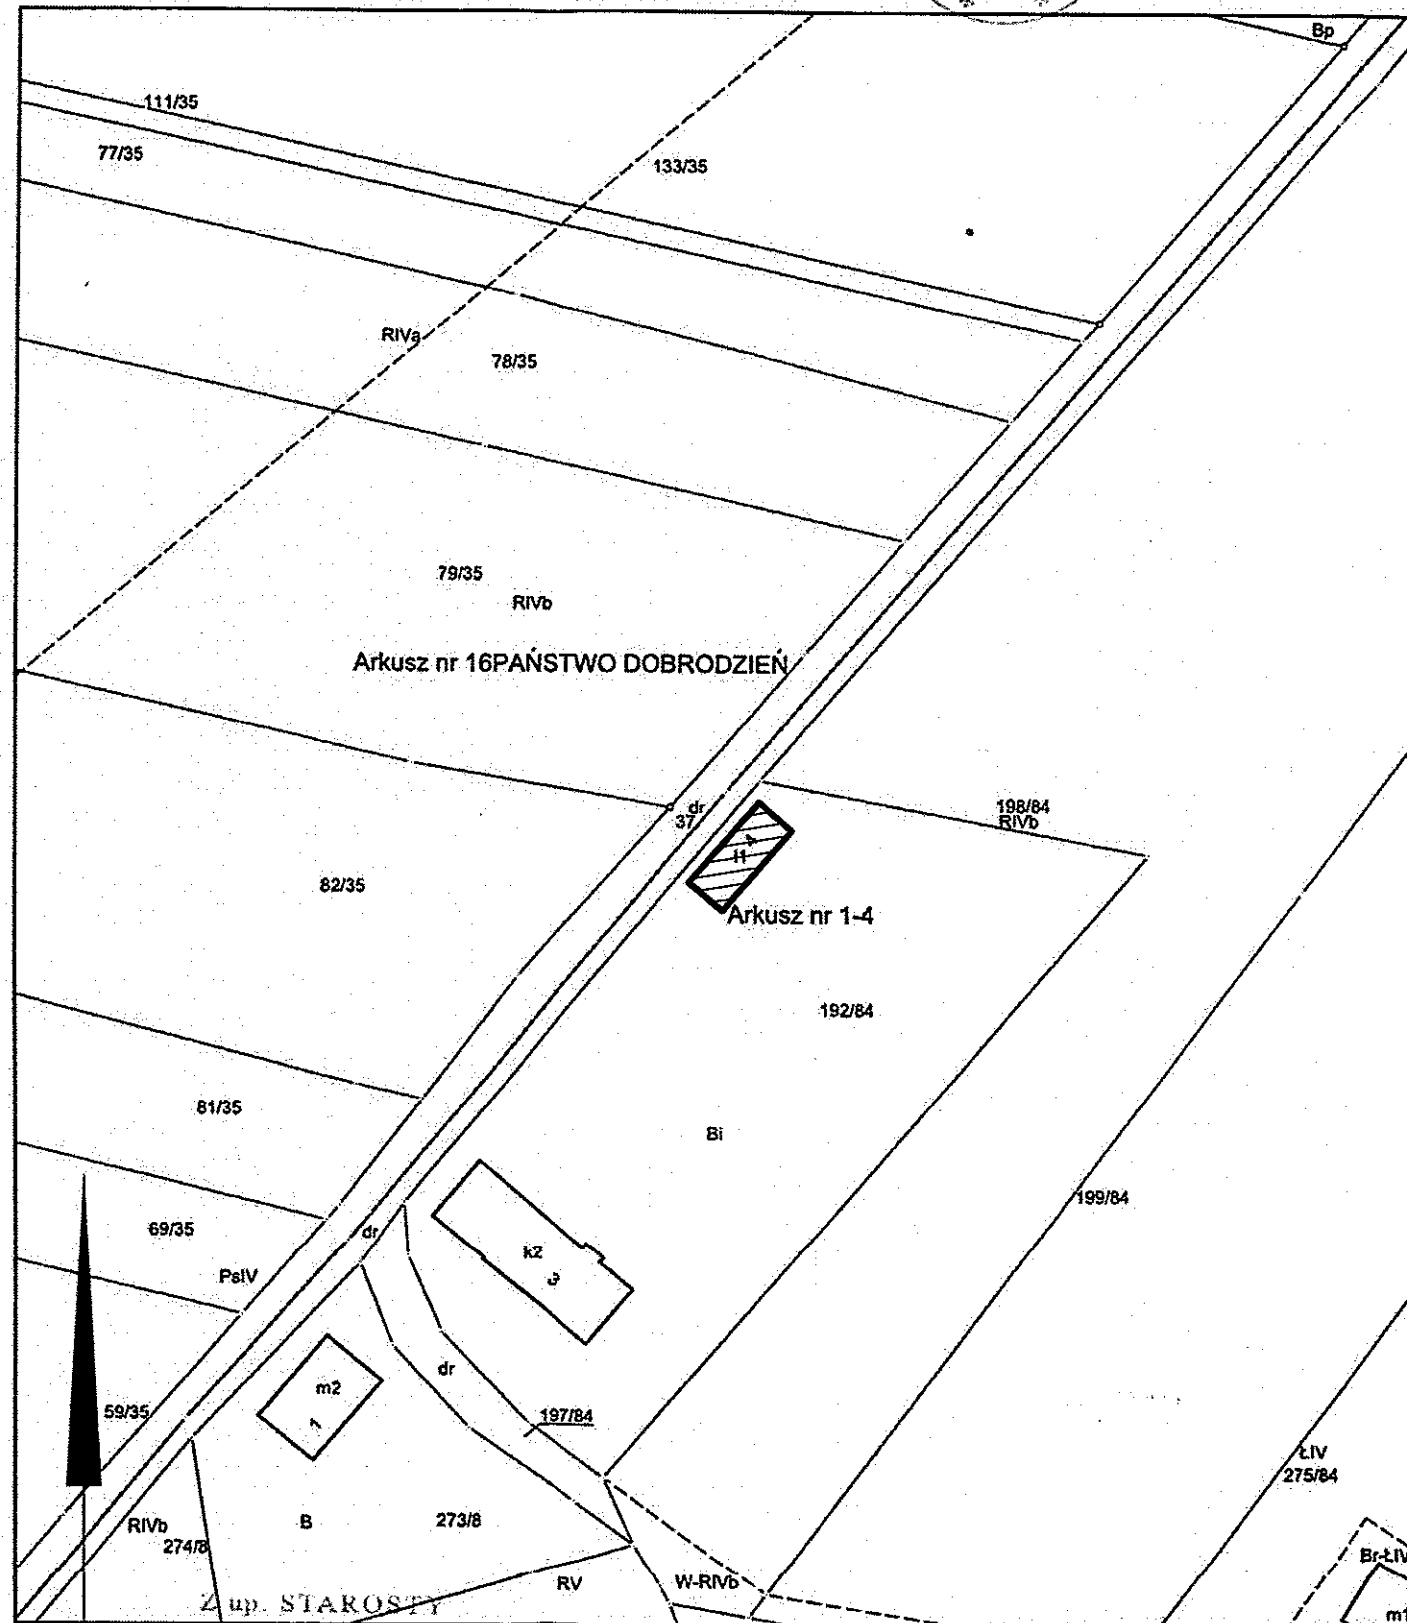 Bp
111/35
77/35
133/35
RIVa
78/35
79/35
RIVb
Arkusz nr 16PAŃSTWO DOBRODZIEŃ
dr
37
198/84
RIVb
i1
82/35
Arkusz nr 1-4
192/84
81/35
Bi
199/84
69/35
dr
k2
3
PsIV
dr
m2
1
59/35
197/84
ŁIV
275/84
RIVb
274/8
B
273/8
Br-ŁIV
RV
W-RIVb
Z up. STAROSTY